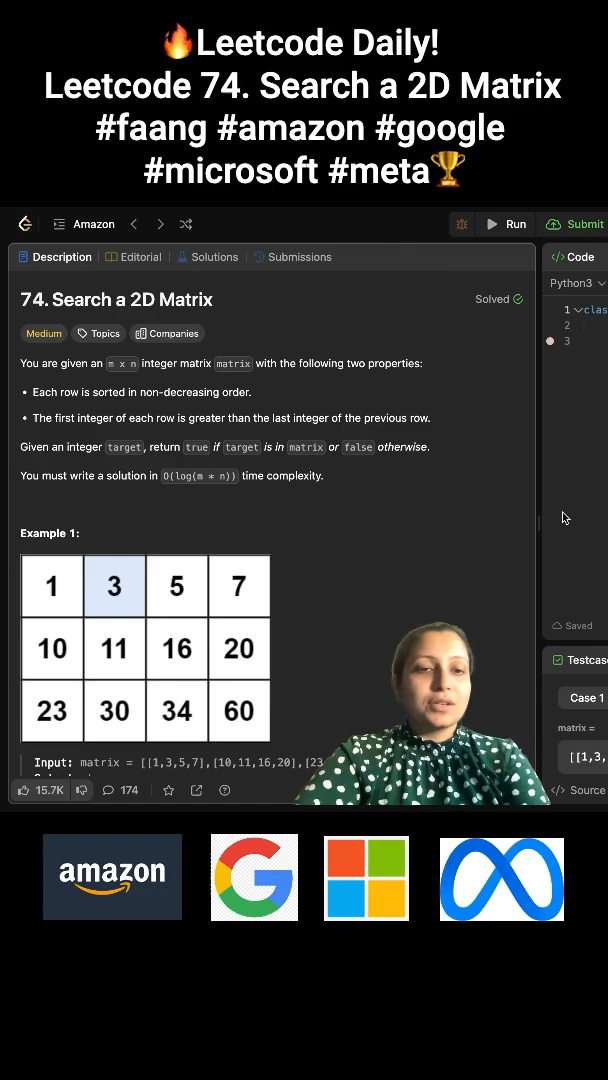 🔥Leetcode Daily!
Leetcode 74. Search a 2D Matrix
#faang #amazon #google
#microsoft #meta🏆
Amazon
Run
Submit
Description
Editorial
Solutions
Submissions
Code
Python3
1 clas
2
3
74. Search a 2D Matrix
Solved
Medium
Topics
Companies
You are given an m x n integer matrix matrix with the following two properties:
• Each row is sorted in non-decreasing order.
• The first integer of each row is greater than the last integer of the previous row.
Given an integer target, return true if target is in matrix or false otherwise.
You must write a solution in O(log(m * n)) time complexity.
Example 1:
1 3 5 7
10 11 16 20
23 30 34 60
Input: matrix = [[1,3,5,7],[10,11,16,20],[23
15.7K
174
Saved
Testcase
Case 1
matrix =
[[1,3,
Source
amazon